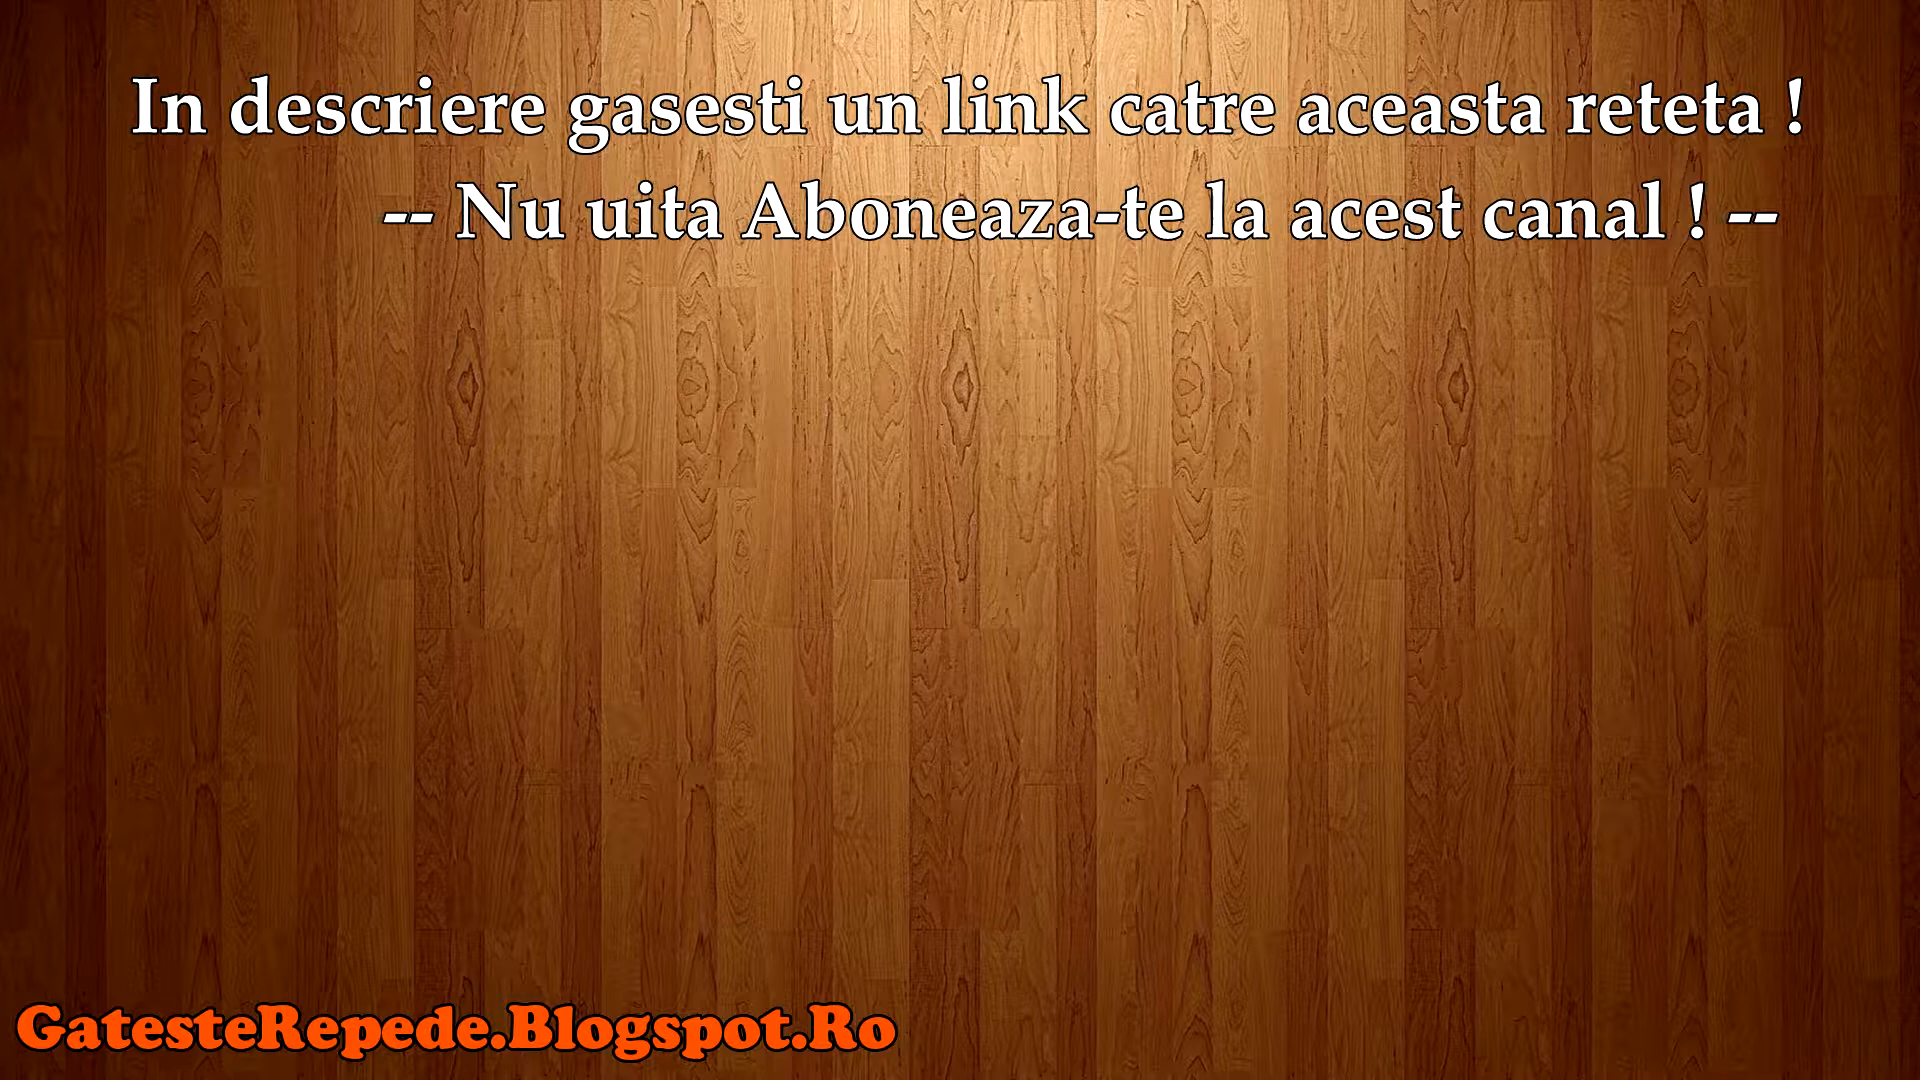 In descriere gasesti un link catre aceasta reteta !
-- Nu uita Aboneaza-te la acest canal ! --
GatesteRepede.Blogspot.Ro